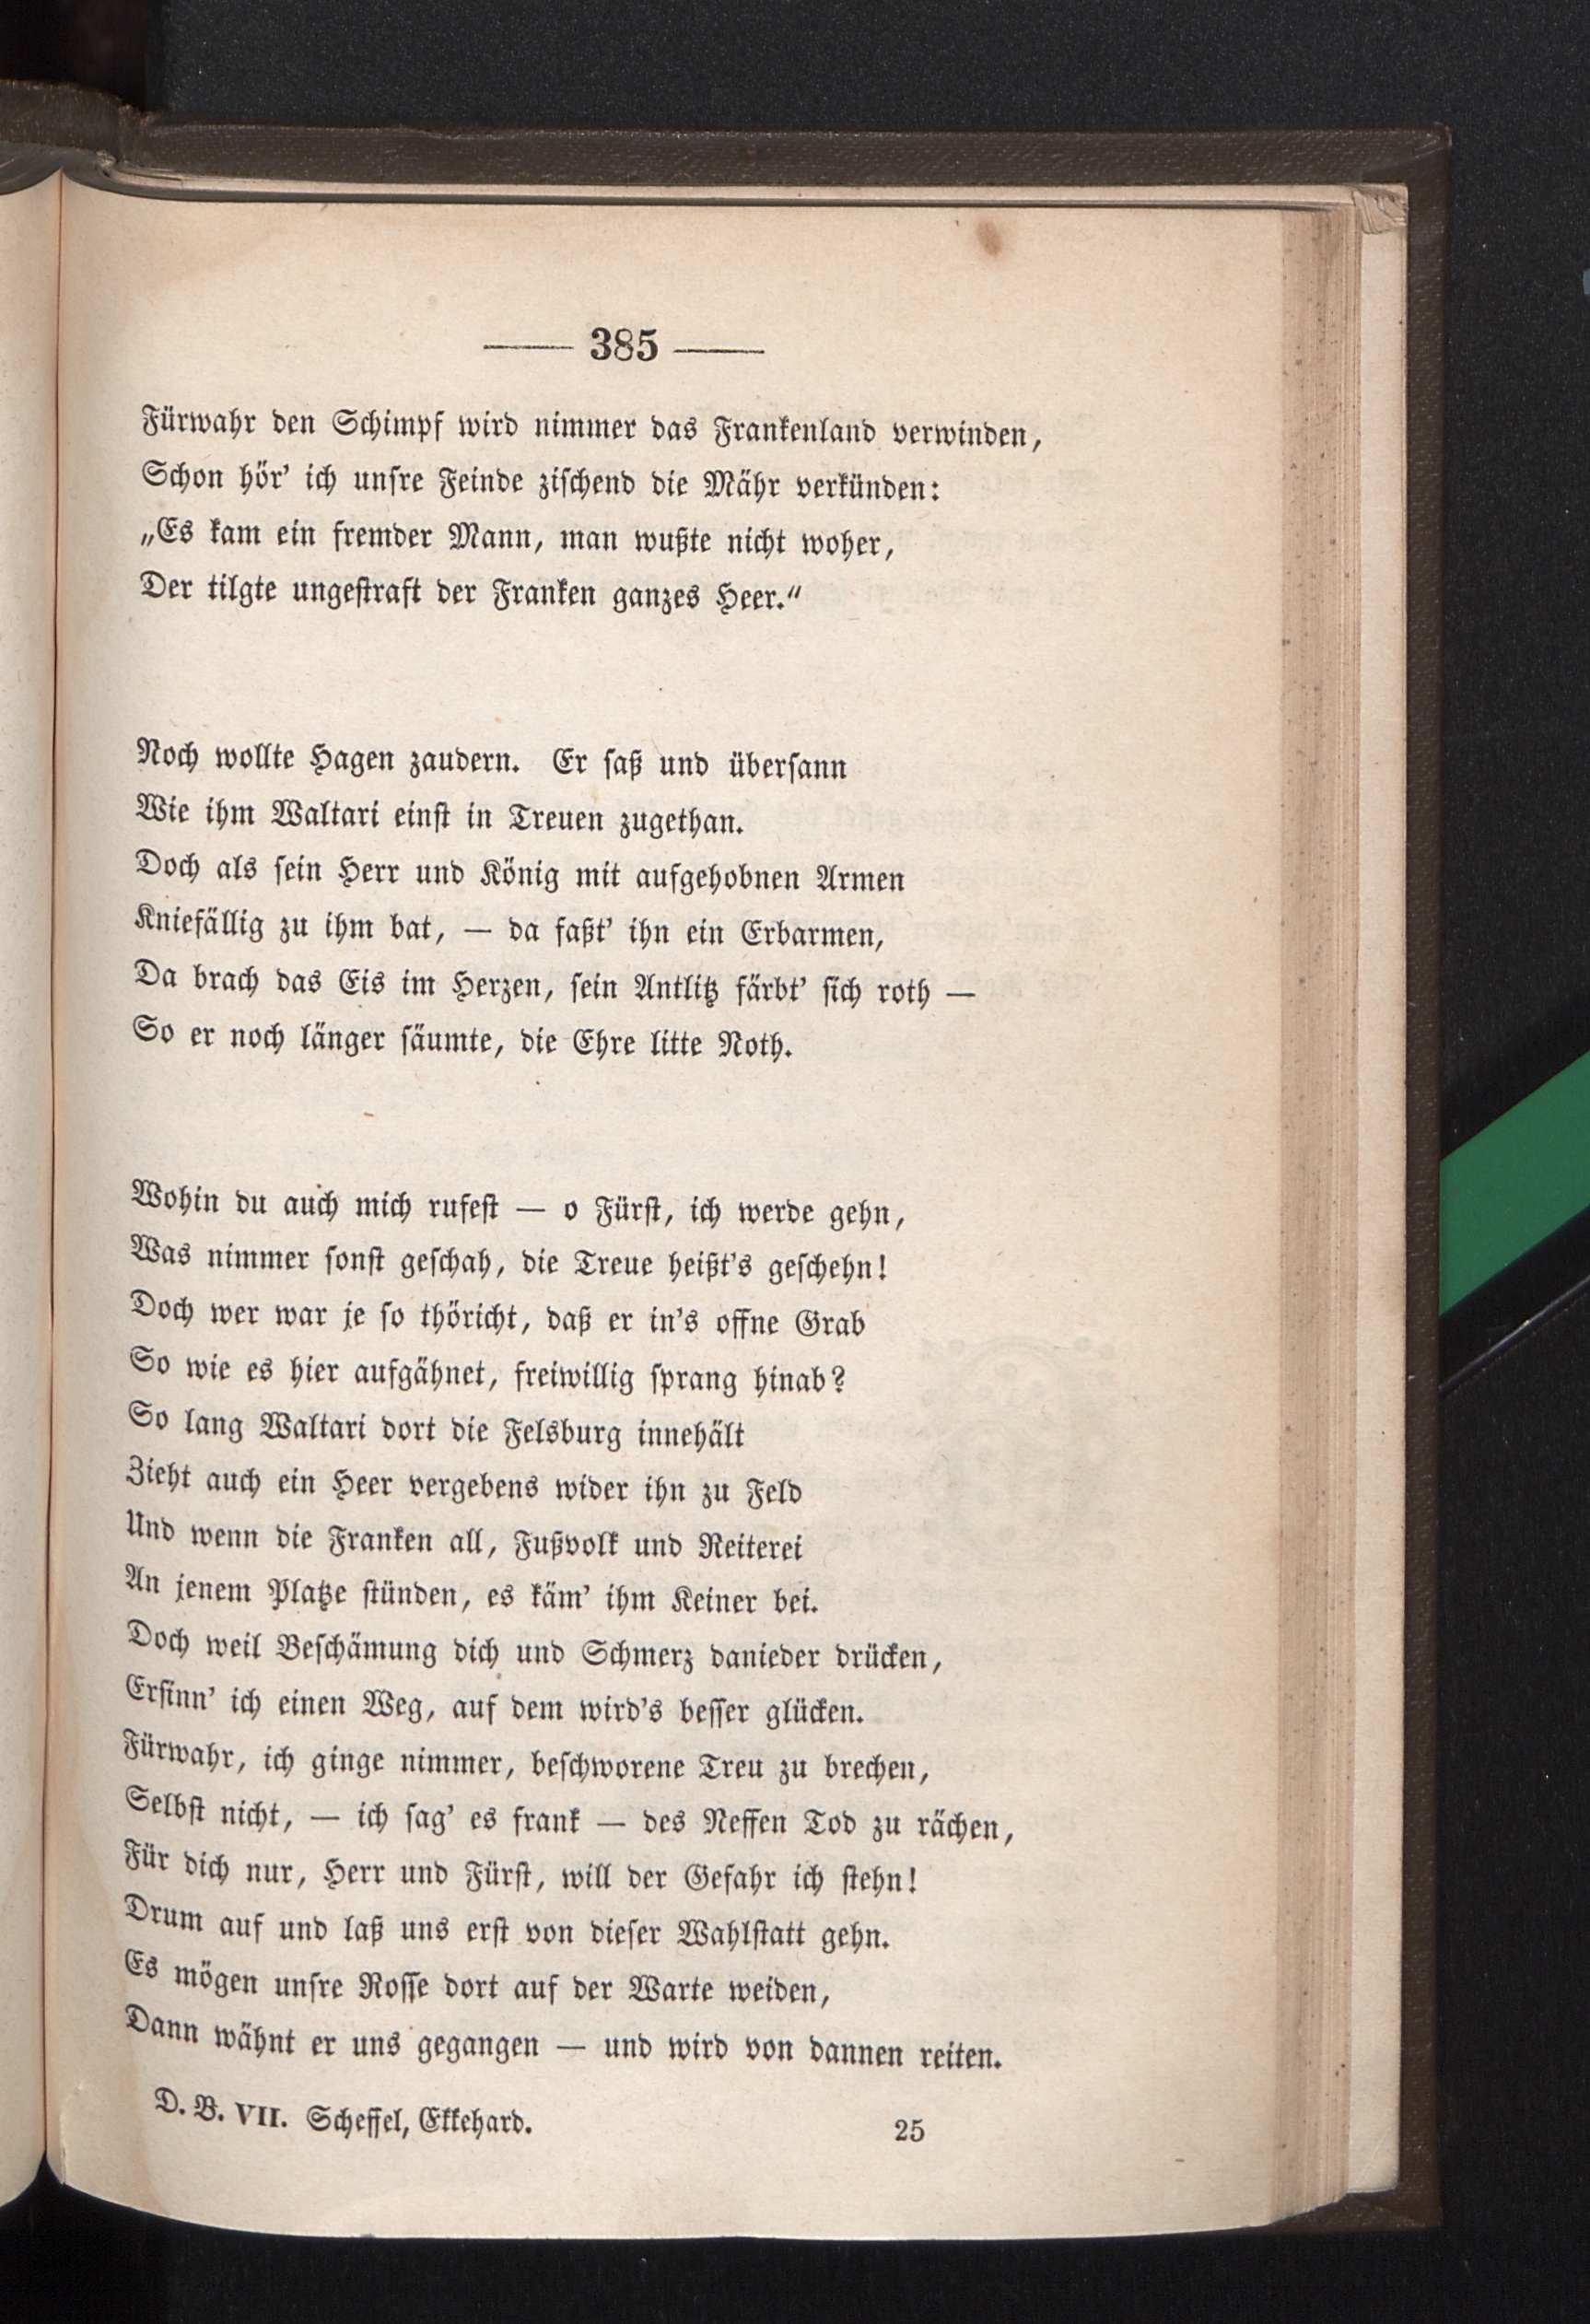 — 385 —
Fürwahr den Schimpf wird nimmer das Frankenland verwinden,
Schon hör' ich unsre Feinde zischend die Mähr verkünden:
„Es kam ein fremder Mann, man wußte nicht woher,
Der tilgte ungestraft der Franken ganzes Heer.“
Noch wollte Hagen zaudern. Er saß und übersann
Wie ihm Waltari einst in Treuen zugethan.
Doch als sein Herr und König mit aufgehobnen Armen
Kniefällig zu ihm bat, — da faßt' ihn ein Erbarmen,
Da brach das Eis im Herzen, sein Antlitz färbt' sich roth —
So er noch länger säumte, die Ehre litte Noth.
Wohin du auch mich rufest — o Fürst, ich werde gehn,
Was nimmer sonst geschah, die Treue heißt's geschehn!
Doch wer war je so thöricht, daß er in's offne Grab
So wie es hier aufgähnet, freiwillig sprang hinab?
So lang Waltari dort die Felsburg innehält
Zieht auch ein Heer vergebens wider ihn zu Feld
Und wenn die Franken all, Fußvolk und Reiterei
An jenem Platze stünden, es käm' ihm Keiner bei.
Doch weil Beschämung dich und Schmerz danieder drücken,
Ersinn' ich einen Weg, auf dem wird's besser glücken.
Fürwahr, ich ginge nimmer, beschworene Treu zu brechen,
Selbst nicht, — ich sag' es frank — des Neffen Tod zu rächen,
Für dich nur, Herr und Fürst, will der Gefahr ich stehn!
Drum auf und laß uns erst von dieser Wahlstatt gehn.
Es mögen unsre Rosse dort auf der Warte weiden,
Dann wähnt er uns gegangen — und wird von dannen reiten.
D. B. VII. Scheffel, Ekkehard. 25